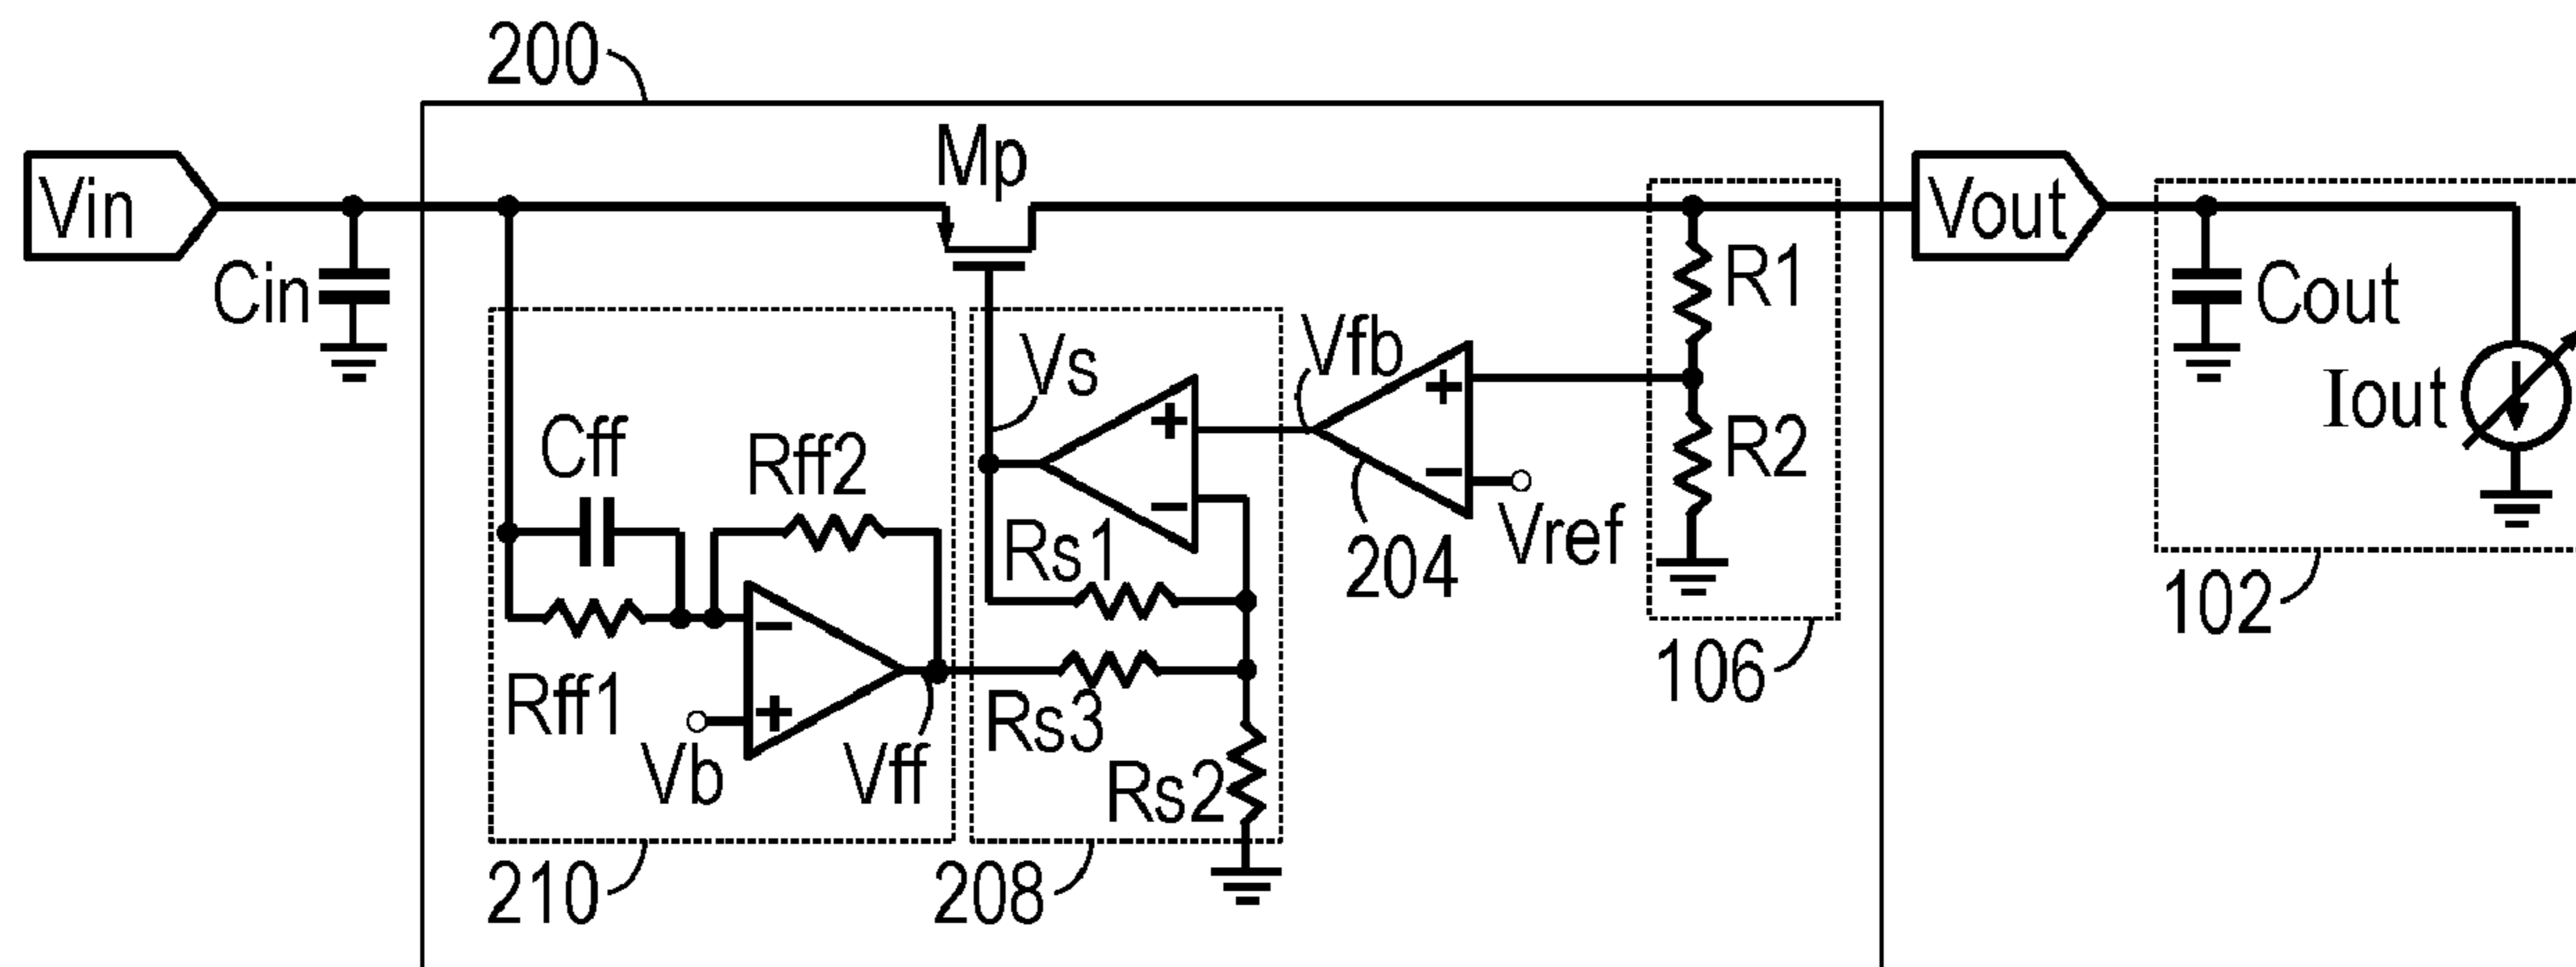 200
Mp
Vin
Vout
Cin
R1
Cout
Vs
Vfb
+
+
Iout
Cff
Rff2
R2
−
−
Vref
Rs1
204
102
−
106
Rff1
+
Rs3
Vb
Vff
Rs2
210
208